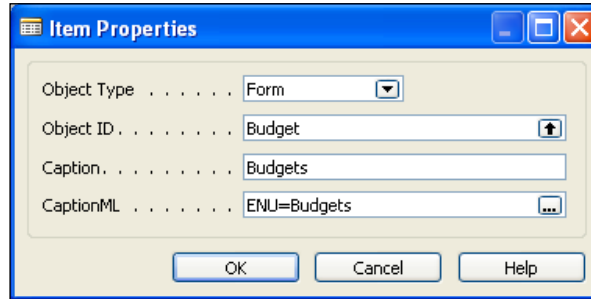 Item Properties
Object Type . . . . . . Form
Object ID. . . . . . . . Budget
Caption. . . . . . . . . Budgets
CaptionML . . . . . . . ENU=Budgets
OK Cancel Help